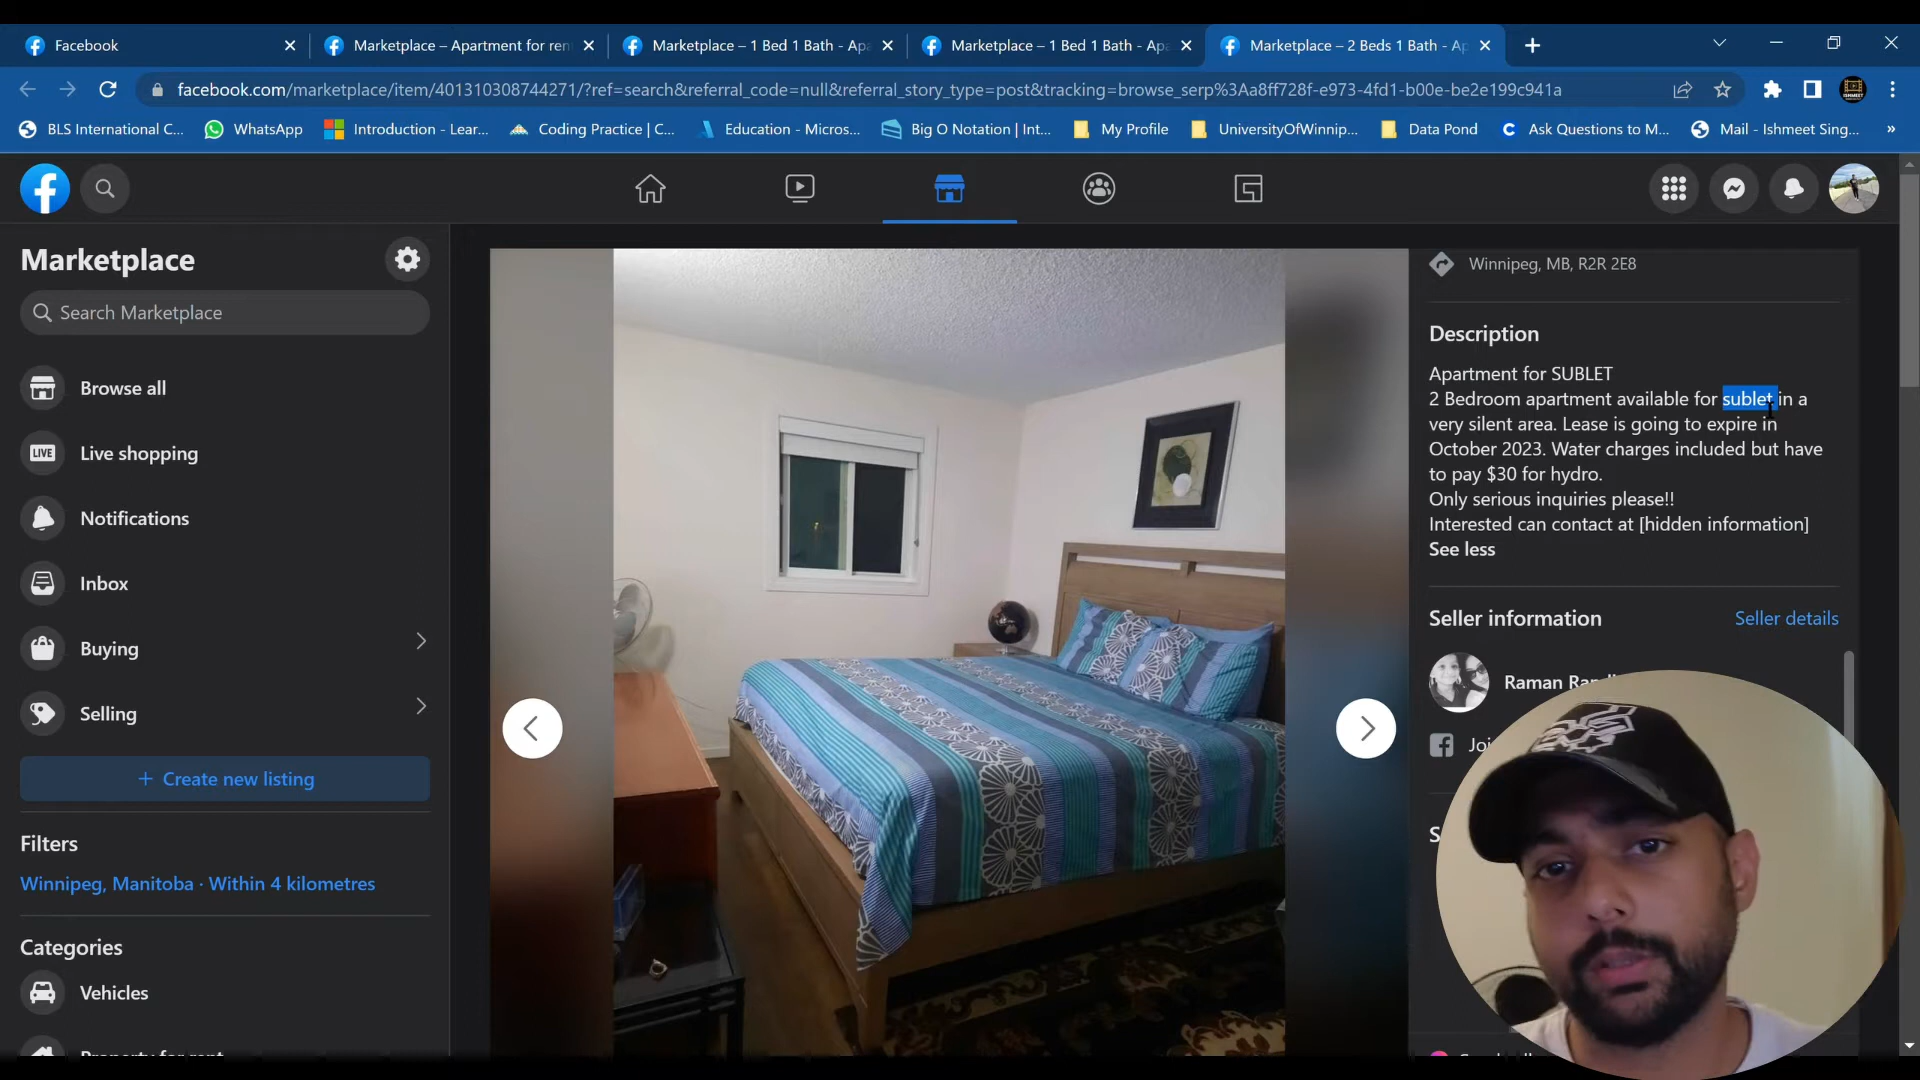 Facebook
Marketplace – Apartment for ren
Marketplace – 1 Bed 1 Bath - Apa
Marketplace – 1 Bed 1 Bath - Apa
Marketplace – 2 Beds 1 Bath - Ap
facebook.com/marketplace/item/401310308744271/?ref=search&referral_code=null&referral_story_type=post&tracking=browse_serp%3Aa8ff728f-e973-4fd1-b00e-be2e199c941a
BLS International C...
WhatsApp
Introduction - Lear...
Coding Practice | C...
Education - Micros...
Big O Notation | Int...
My Profile
UniversityOfWinnip...
Data Pond
Ask Questions to M...
Mail - Ishmeet Sing...
»
Marketplace
Search Marketplace
Browse all
LIVE
Live shopping
Notifications
Inbox
Buying
Selling
+ Create new listing
Filters
Winnipeg, Manitoba · Within 4 kilometres
Categories
Vehicles
Property for rent
Winnipeg, MB, R2R 2E8
Description
Apartment for SUBLET
2 Bedroom apartment available for sublet in a
very silent area. Lease is going to expire in
October 2023. Water charges included but have
to pay $30 for hydro.
Only serious inquiries please!!
Interested can contact at [hidden information]
See less
Seller information
Seller details
Raman